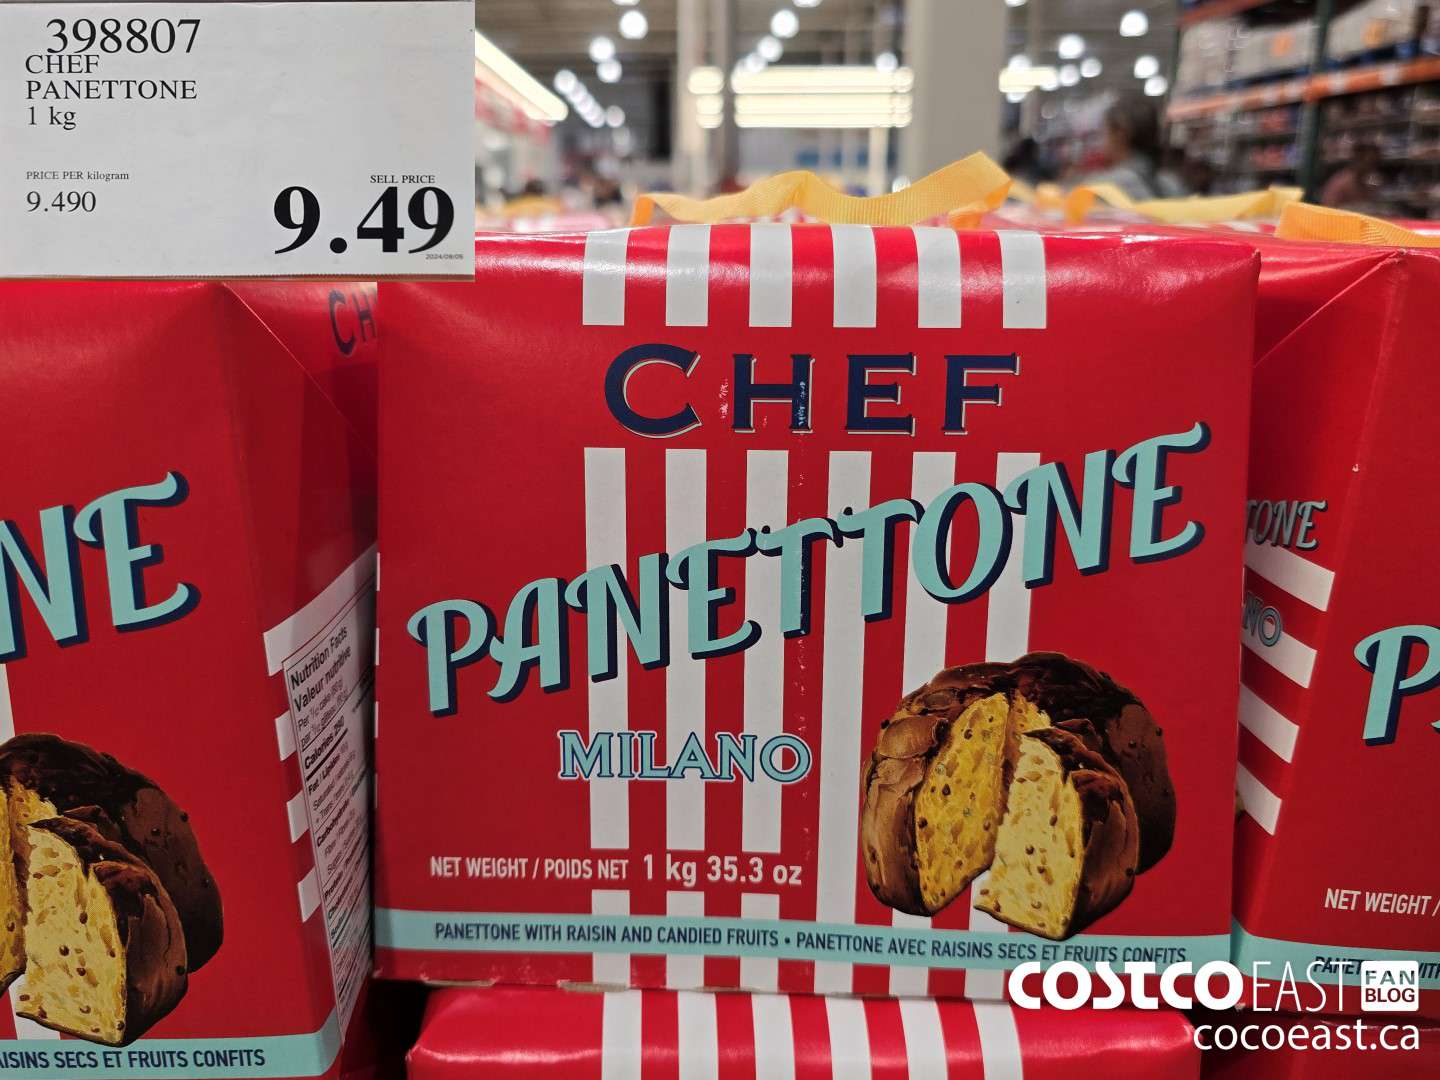 398807
CHEF
PANETTONE
1 kg
PRICE PER kilogram
9.490
SELL PRICE
9.49
2024/09/05
CH
CHEF
PANETTONE
MILANO
NET WEIGHT / POIDS NET 1 kg 35.3 oz
PANETTONE WITH RAISIN AND CANDIED FRUITS • PANETTONE AVEC RAISINS SECS ET FRUITS CONFITS
NE
Nutrition Facts
Valeur nutritive
AISINS SECS ET FRUITS CONFITS
TONE
NO
P
NET WEIGHT /
COSTCO EAST FAN
BLOG
cocoeast.ca